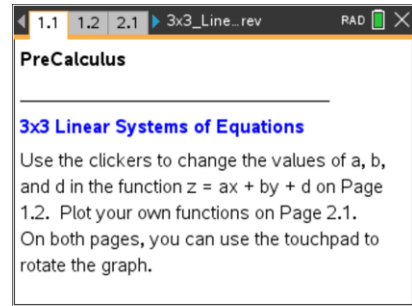 1.1 1.2 2.1 3x3_Line...rev RAD
PreCalculus
3x3 Linear Systems of Equations
Use the clickers to change the values of a, b,
and d in the function z = ax + by + d on Page
1.2. Plot your own functions on Page 2.1.
On both pages, you can use the touchpad to
rotate the graph.